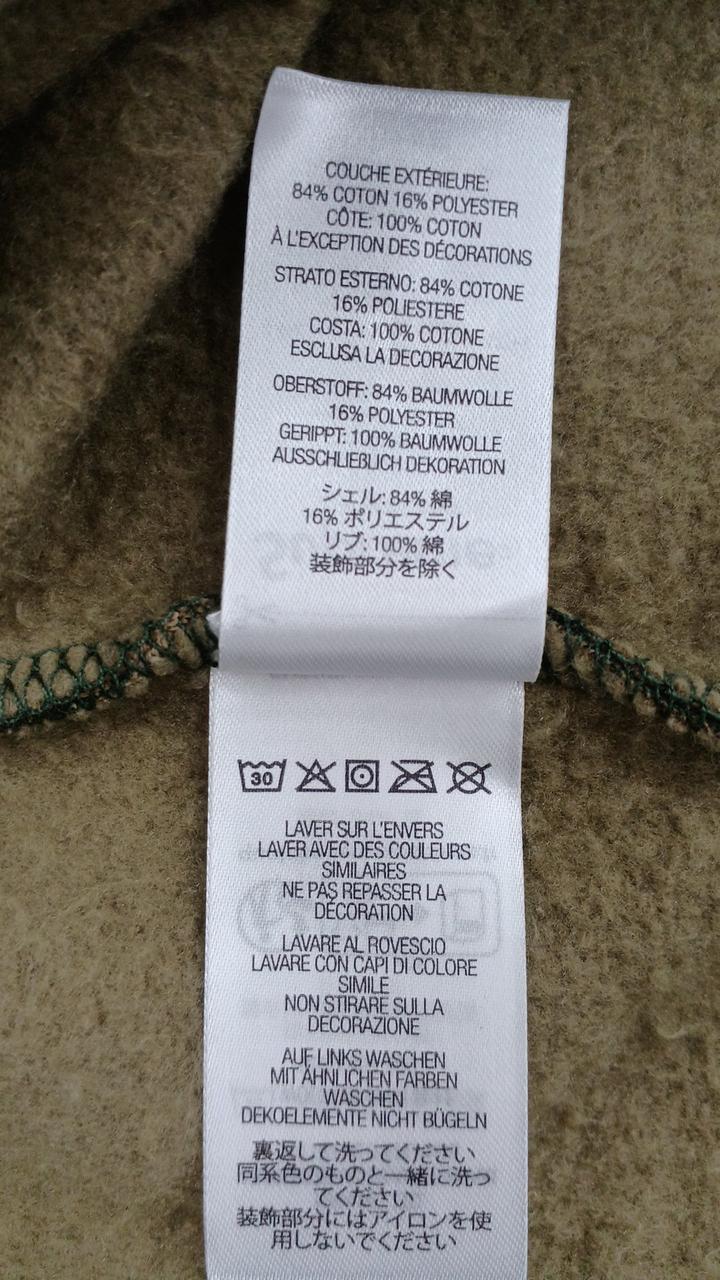 COUCHE EXTÉRIEURE:
84% COTON 16% POLYESTER
CÔTE: 100% COTON
À L'EXCEPTION DES DÉCORATIONS
STRATO ESTERNO: 84% COTONE
16% POLIESTERE
COSTA: 100% COTONE
ESCLUSA LA DECORAZIONE
OBERSTOFF: 84% BAUMWOLLE
16% POLYESTER
GERIPPT: 100% BAUMWOLLE
AUSSCHLIEßLICH DEKORATION
シェル: 84% 綿
16% ポリエステル
リブ: 100% 綿
装飾部分を除く
30
LAVER SUR L'ENVERS
LAVER AVEC DES COULEURS
SIMILAIRES
NE PAS REPASSER LA
DÉCORATION
LAVARE AL ROVESCIO
LAVARE CON CAPI DI COLORE
SIMILE
NON STIRARE SULLA
DECORAZIONE
AUF LINKS WASCHEN
MIT ÄHNLICHEN FARBEN
WASCHEN
DEKOELEMENTE NICHT BÜGELN
裏返して洗ってください
同系色のものと一緒に洗っ
てください
装飾部分にはアイロンを使
用しないでください